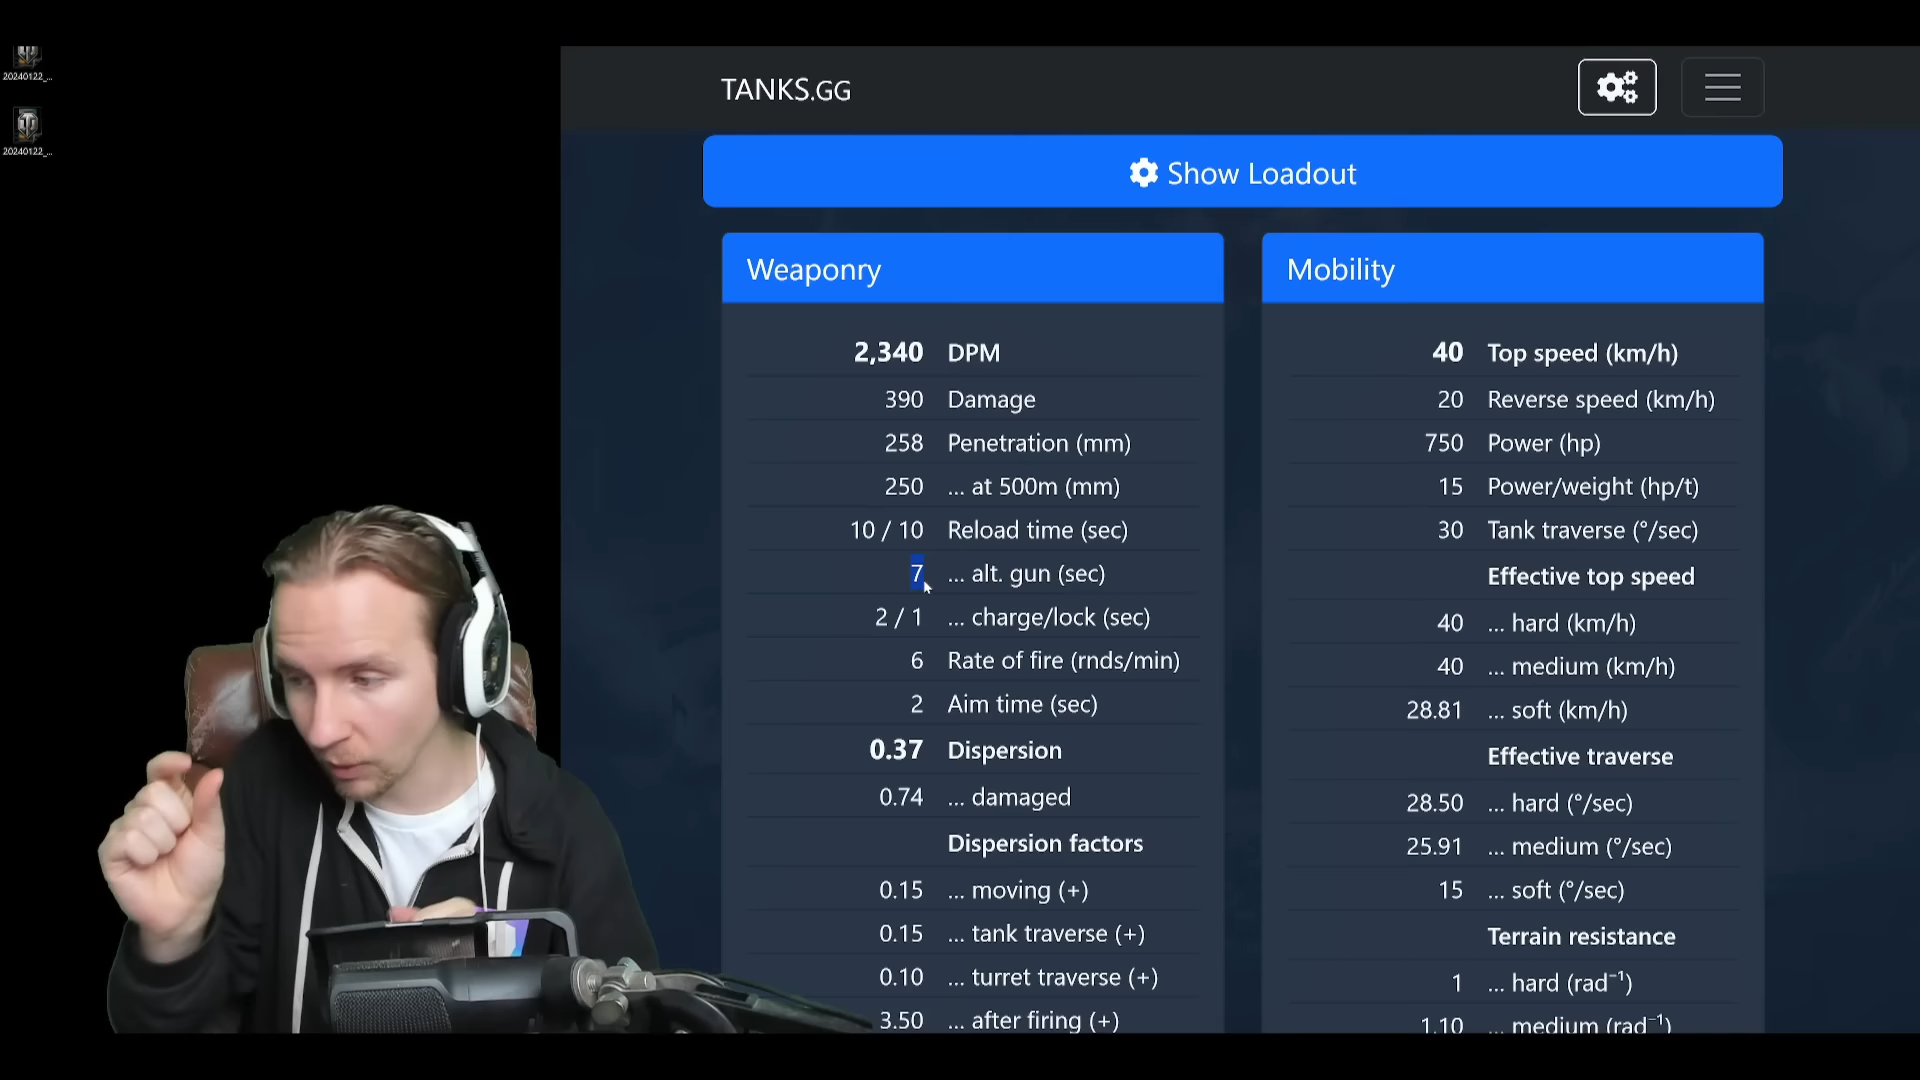 20240122_...
20240122_...
TANKS.GG
Show Loadout
Weaponry
2,340 DPM
390 Damage
258 Penetration (mm)
250 ... at 500m (mm)
10 / 10 Reload time (sec)
7 ... alt. gun (sec)
2 / 1 ... charge/lock (sec)
6 Rate of fire (rnds/min)
2 Aim time (sec)
0.37 Dispersion
0.74 ... damaged
Dispersion factors
0.15 ... moving (+)
0.15 ... tank traverse (+)
0.10 ... turret traverse (+)
3.50 ... after firing (+)
Mobility
40 Top speed (km/h)
20 Reverse speed (km/h)
750 Power (hp)
15 Power/weight (hp/t)
30 Tank traverse (°/sec)
Effective top speed
40 ... hard (km/h)
40 ... medium (km/h)
28.81 ... soft (km/h)
Effective traverse
28.50 ... hard (°/sec)
25.91 ... medium (°/sec)
15 ... soft (°/sec)
Terrain resistance
1 ... hard (rad⁻¹)
1.10 ... medium (rad⁻¹)